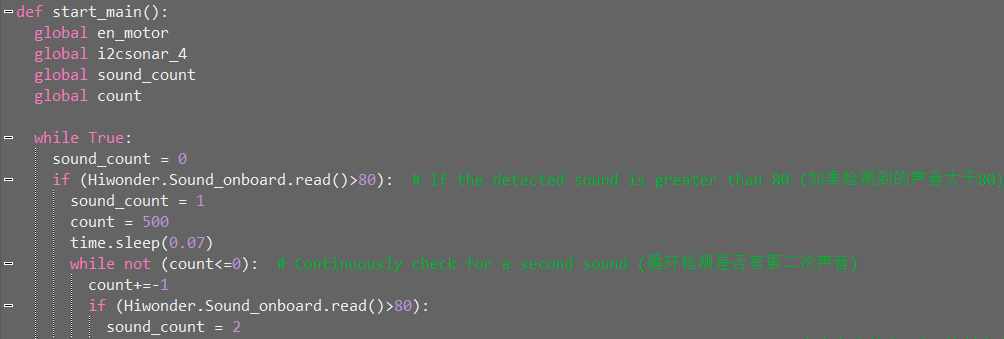 def start_main():
global en_motor
global i2csonar_4
global sound_count
global count
while True:
sound_count = 0
if (Hiwonder.Sound_onboard.read()>80): # If the detected sound is greater than 80 (如果检测到的声音大于80)
sound_count = 1
count = 500
time.sleep(0.07)
while not (count<=0): # Continuously check for a second sound (循环检测是否有第二次声音)
count+=-1
if (Hiwonder.Sound_onboard.read()>80):
sound_count = 2